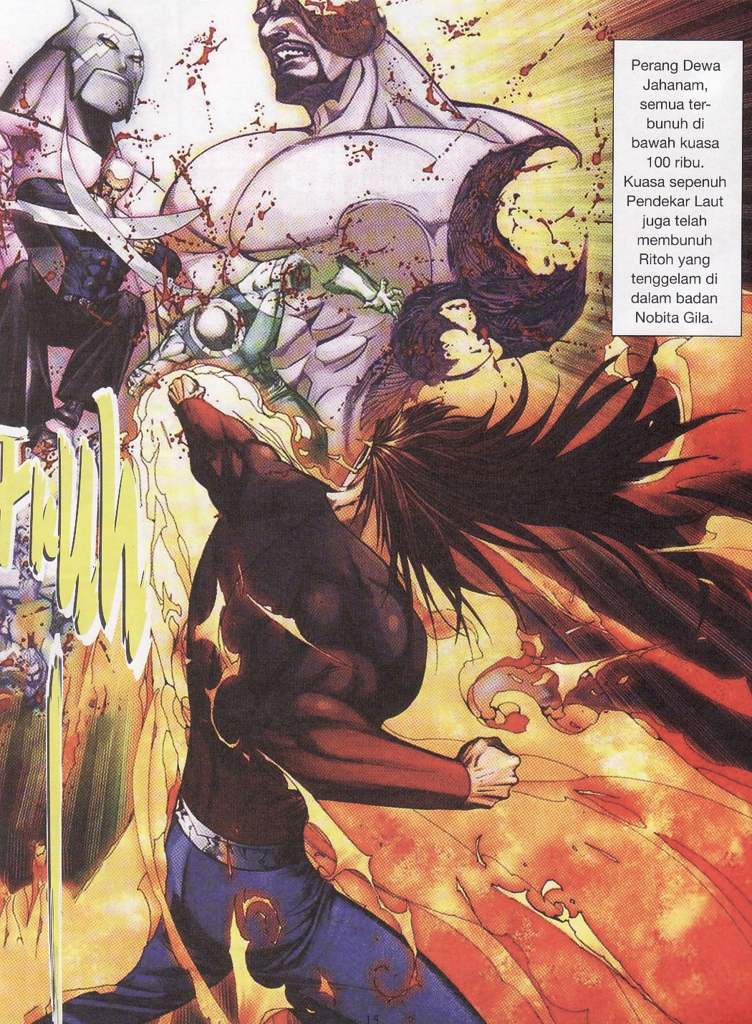 Perang Dewa
Jahanam,
semua ter-
bunuh di
bawah kuasa
100 ribu.
Kuasa sepenuh
Pendekar Laut
juga telah
membunuh
Ritoh yang
tenggelam di
dalam badan
Nobita Gila.
15